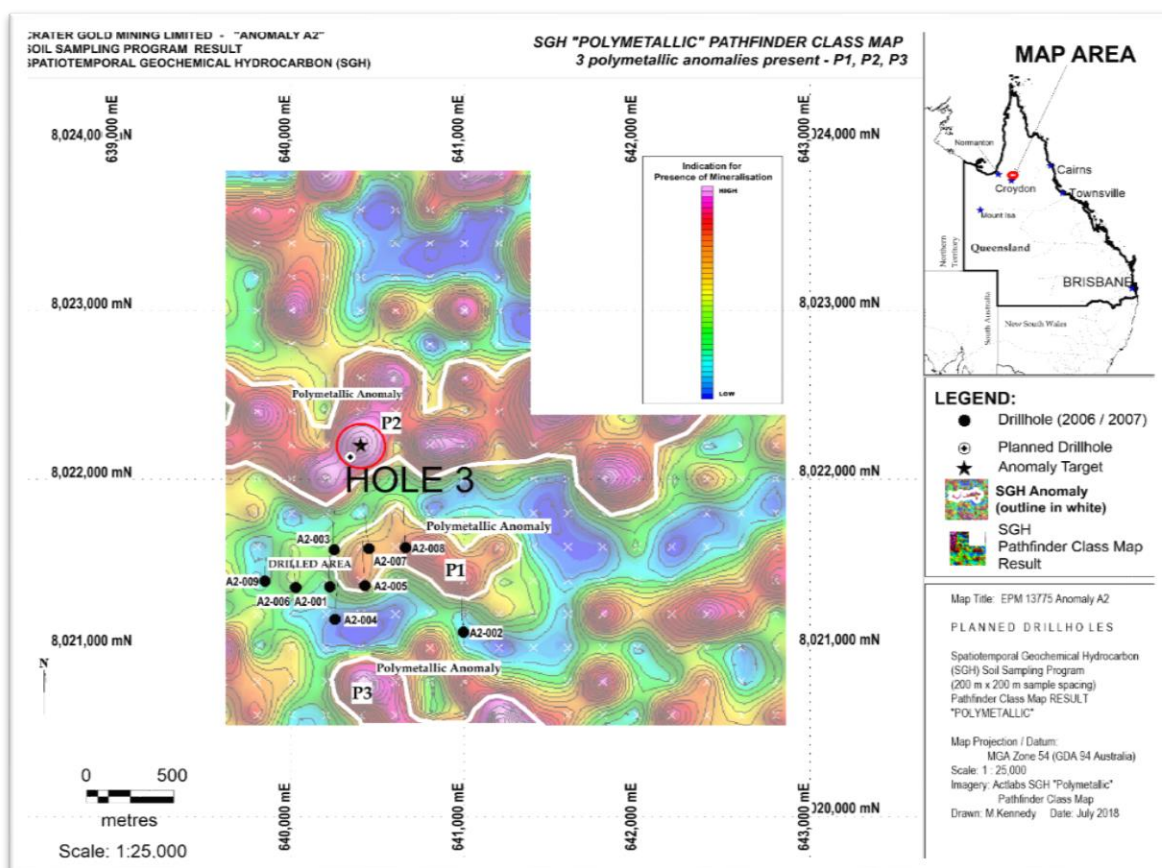 CRATER GOLD MINING LIMITED - "ANOMALY A2"
SOIL SAMPLING PROGRAM RESULT
SPATIOTEMPORAL GEOCHEMICAL HYDROCARBON (SGH)
SGH "POLYMETALLIC" PATHFINDER CLASS MAP
3 polymetallic anomalies present - P1, P2, P3
639,000 mE
640,000 mE
641,000 mE
642,000 mE
643,000 mE
8,024,000 mN
8,024,000 mN
Indication for
Presence of Mineralisation
HIGH
LOW
8,023,000 mN
8,023,000 mN
Polymetallic Anomaly
P2
8,022,000 mN
HOLE 3
8,022,000 mN
Polymetallic Anomaly
A2-003
A2-008
A2-007
DRILLED AREA
P1
A2-009
A2-005
A2-006
A2-001
A2-004
A2-002
8,021,000 mN
8,021,000 mN
Polymetallic Anomaly
P3
N
0 500
metres
Scale: 1:25.000
640,000 mE
641,000 mE
642,000 mE
643,000 mE
MAP AREA
Normanton
Croydon
Cairns
Townsville
Mount Isa
Northern
Territory
Queensland
BRISBANE
South Australia
New South Wales
LEGEND:
Drillhole (2006 / 2007)
Planned Drillhole
Anomaly Target
SGH Anomaly
(outline in white)
SGH
Pathfinder Class Map
Result
Map Title: EPM 13775 Anomaly A2
PLANNED DRILLHOLES
Spatiotemporal Geochemical Hydrocarbon
(SGH) Soil Sampling Program
(200 m x 200 m sample spacing)
Pathfinder Class Map RESULT
"POLYMETALLIC"
Map Projection / Datum:
MGA Zone 54 (GDA 94 Australia)
Scale: 1 : 25,000
Imagery: Actlabs SGH "Polymetallic"
Pathfinder Class Map
Drawn: M.Kennedy Date: July 2018